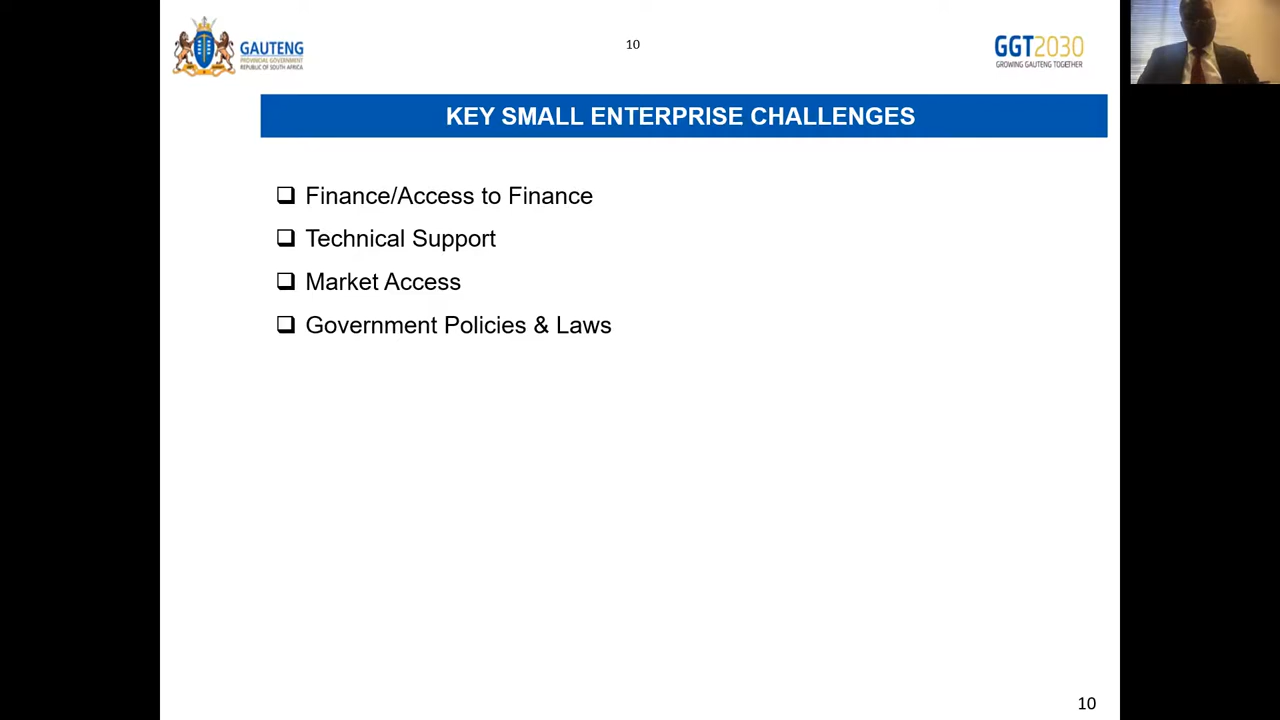 GAUTENG
PROVINCIAL GOVERNMENT
REPUBLIC OF SOUTH AFRICA
10
GGT2030
GROWING GAUTENG TOGETHER
KEY SMALL ENTERPRISE CHALLENGES
Finance/Access to Finance
Technical Support
Market Access
Government Policies & Laws
10